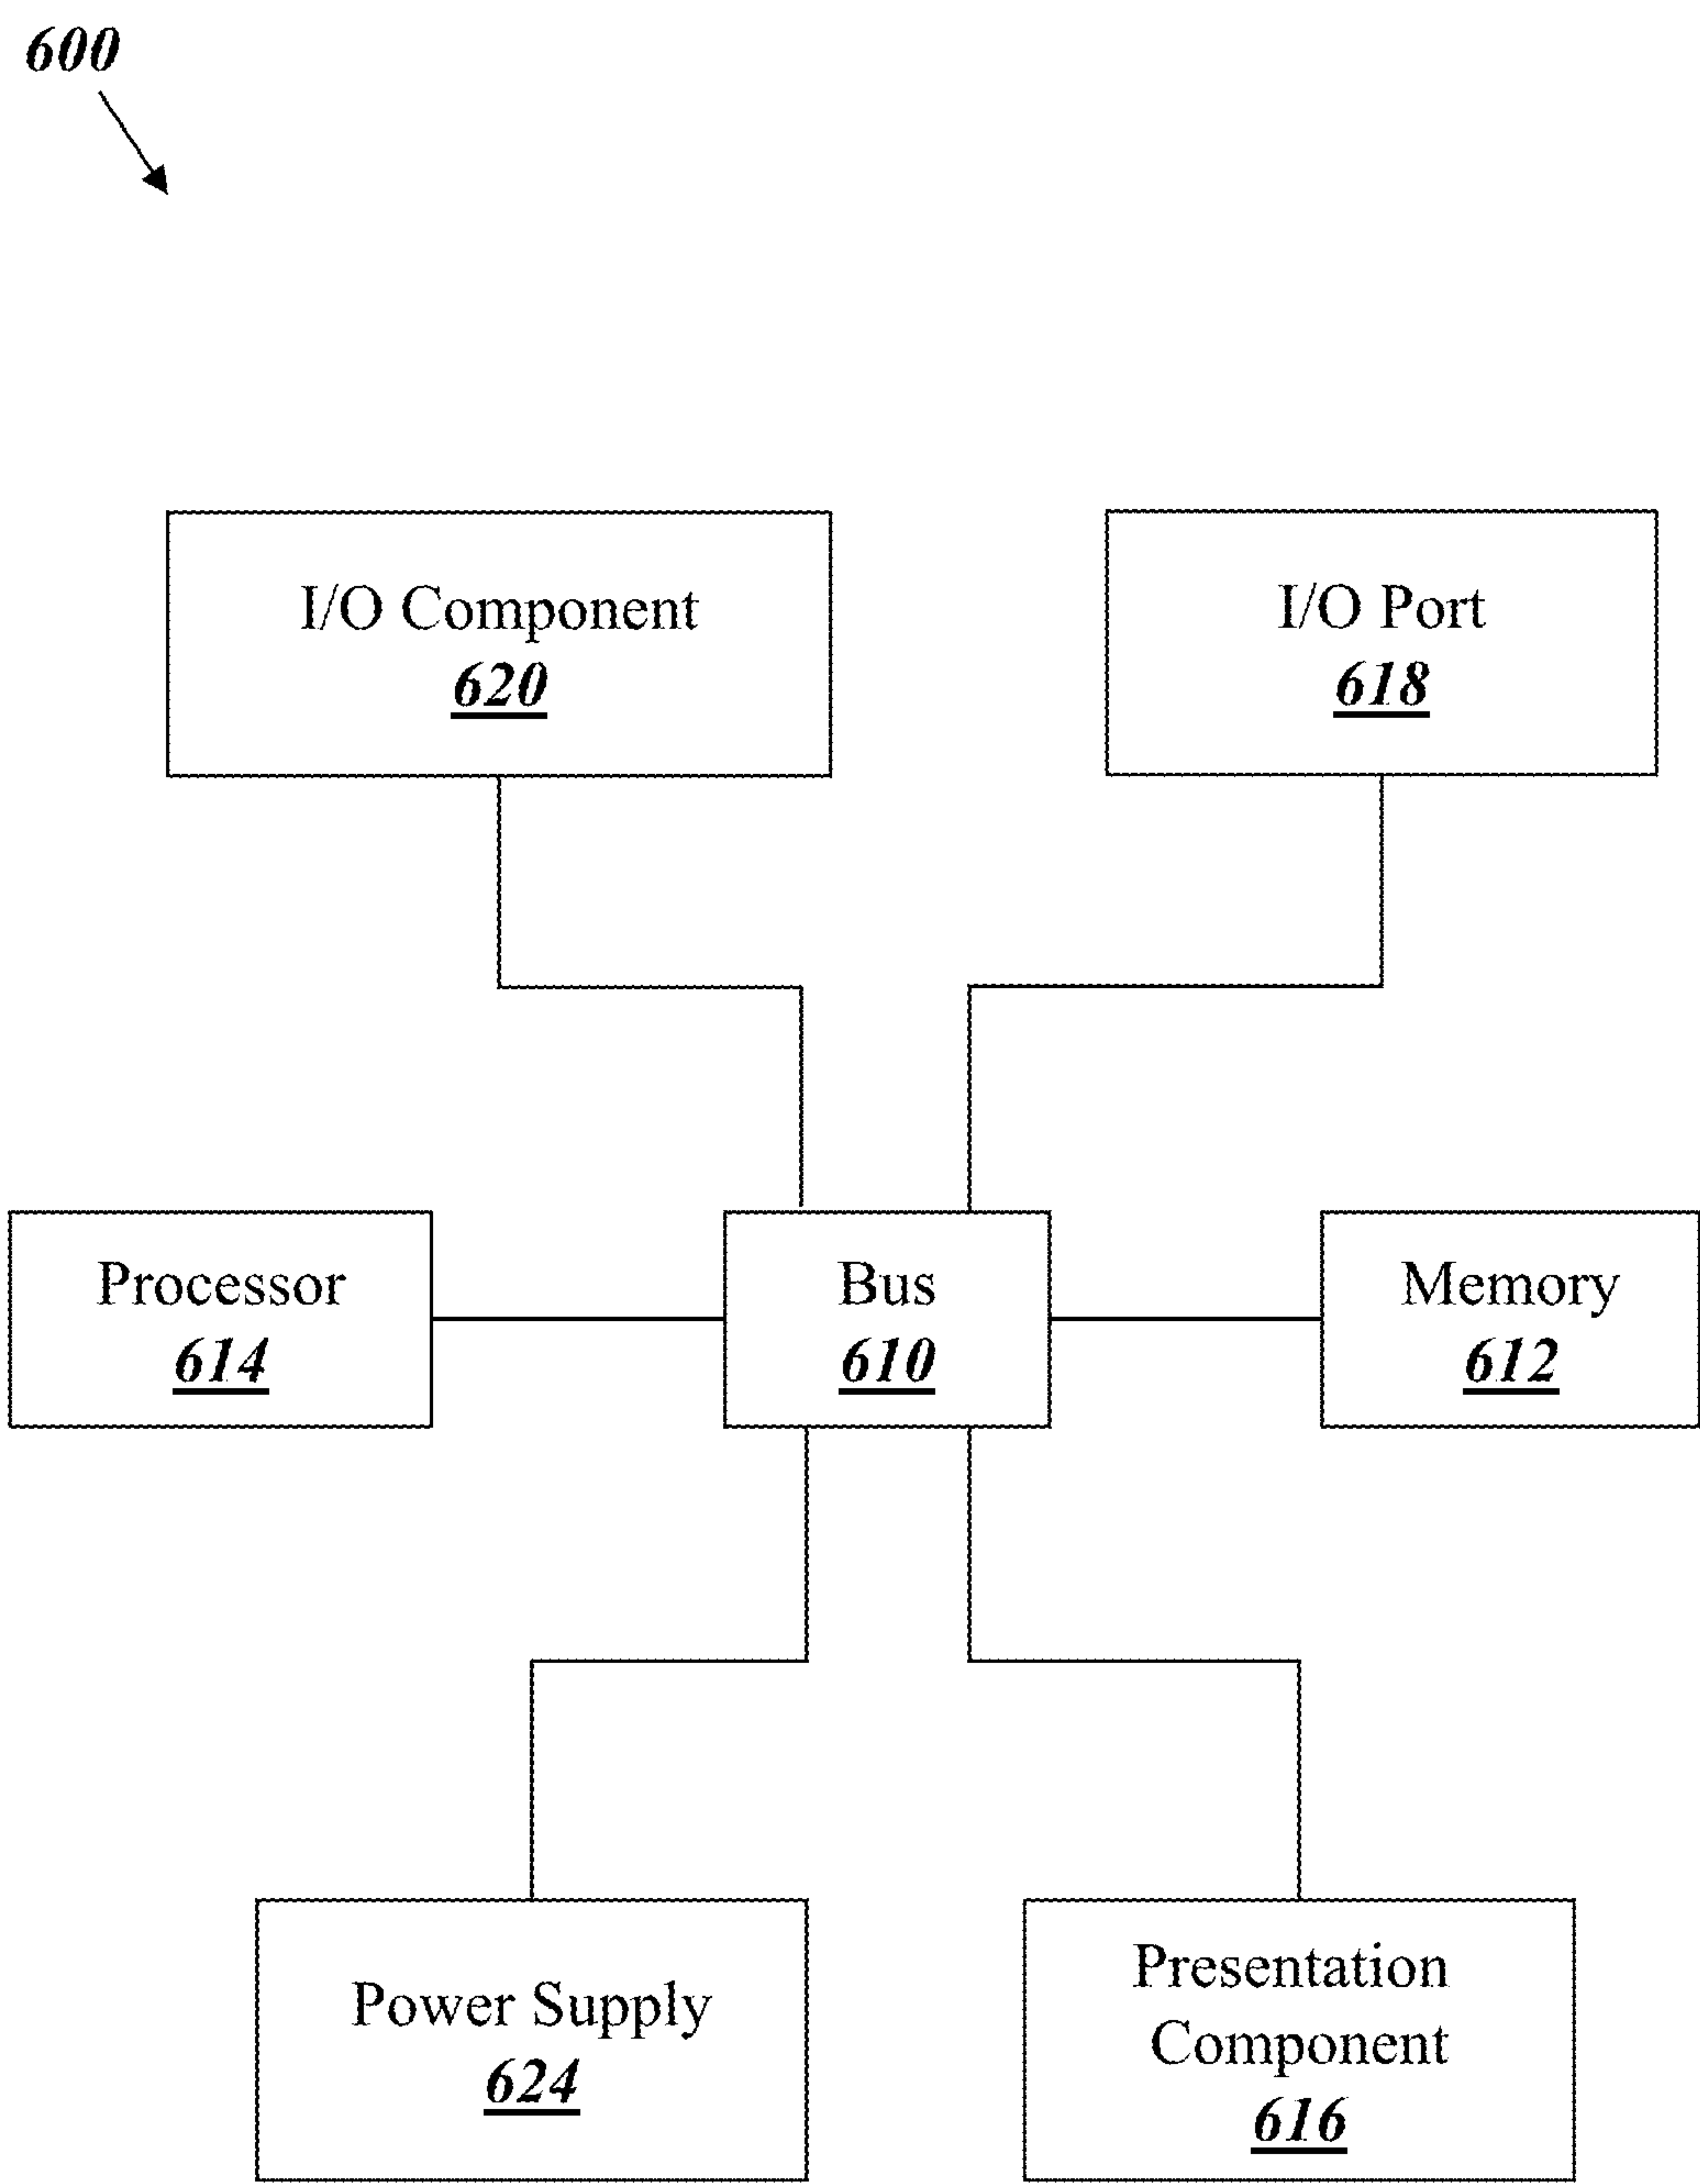 600
I/O Component
620
I/O Port
618
Processor
614
Bus
610
Memory
612
Power Supply
624
Presentation
Component
616